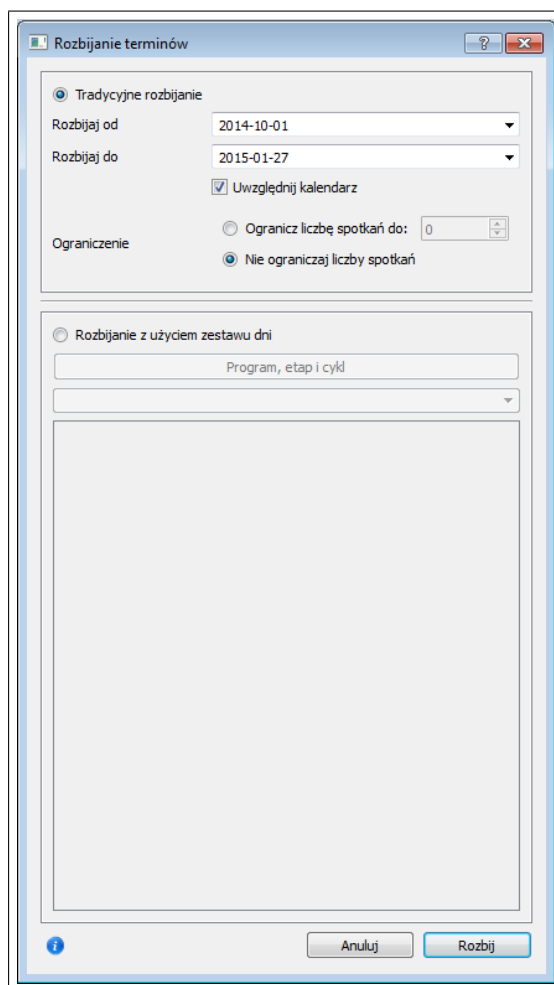 Rozbijanie terminów
Tradycyjne rozbijanie
Rozbijaj od 2014-10-01
Rozbijaj do 2015-01-27
Uwzględnij kalendarz
Ograniczenie
Ogranicz liczbę spotkań do: 0
Nie ograniczaj liczby spotkań
Rozbijanie z użyciem zestawu dni
Program, etap i cykl
Anuluj Rozbij